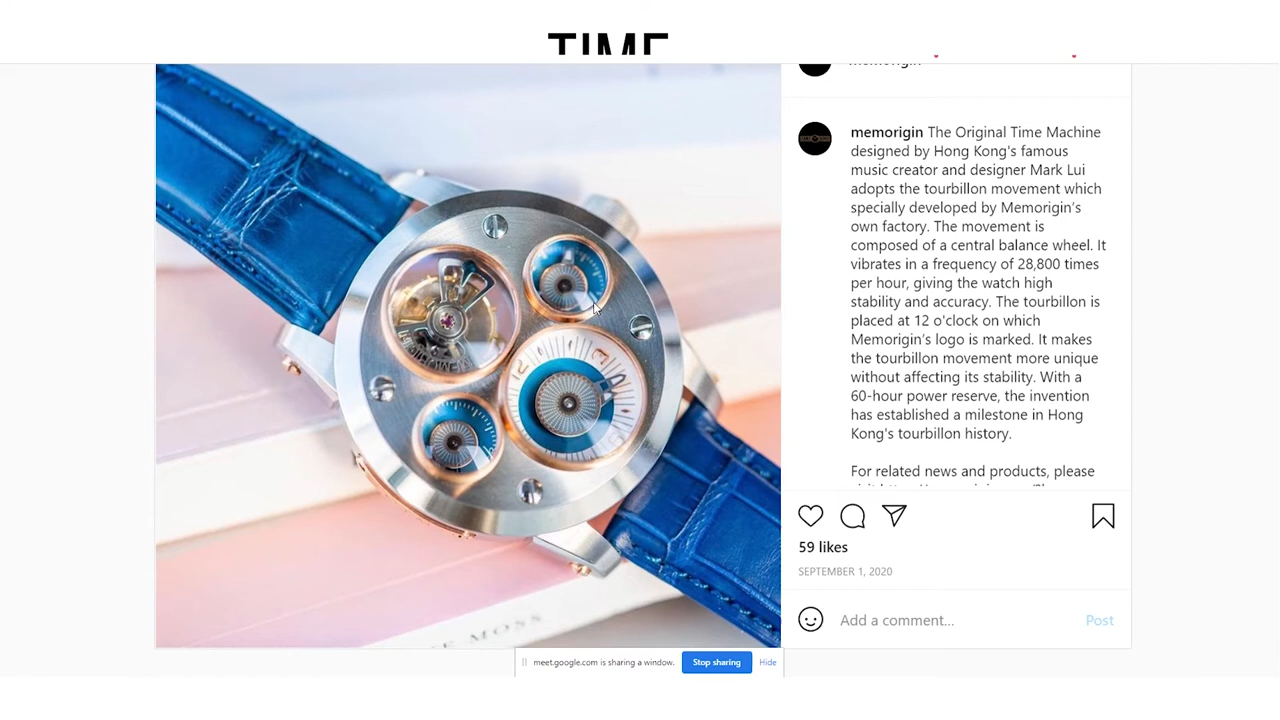 TIME
memorigin
memorigin The Original Time Machine
designed by Hong Kong's famous
music creator and designer Mark Lui
adopts the tourbillon movement which
specially developed by Memorigin's
own factory. The movement is
composed of a central balance wheel. It
vibrates in a frequency of 28,800 times
per hour, giving the watch high
stability and accuracy. The tourbillon is
placed at 12 o'clock on which
Memorigin's logo is marked. It makes
the tourbillon movement more unique
without affecting its stability. With a
60-hour power reserve, the invention
has established a milestone in Hong
Kong's tourbillon history.
For related news and products, please
59 likes
SEPTEMBER 1, 2020
Add a comment...
Post
MEMORIGIN
12
3
MOSS
meet.google.com is sharing a window.
Stop sharing
Hide